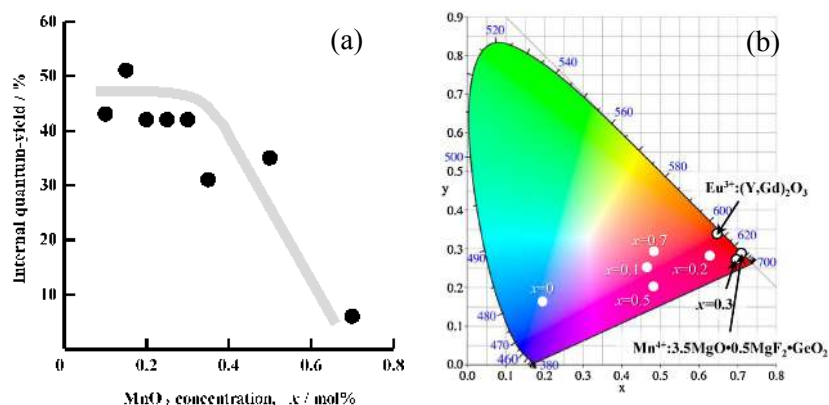 (a)
60
50
40
30
20
10
0 0.2 0.4 0.6 0.8
Internal quantum-yield / %
MnO₂ concentration, x / mol%
(b)
0.9
0.8
0.7
0.6
0.5
0.4
0.3
0.2
0.1
0.0
y
0.0 0.1 0.2 0.3 0.4 0.5 0.6 0.7 0.8
x
520
540
560
580
600
620
700
500
490
480
470
460
380
Eu³⁺:(Y,Gd)₂O₃
x=0.7
x=0.1
x=0.2
x=0.5
x=0
x=0.3
Mn⁴⁺:3.5MgO•0.5MgF₂•GeO₂